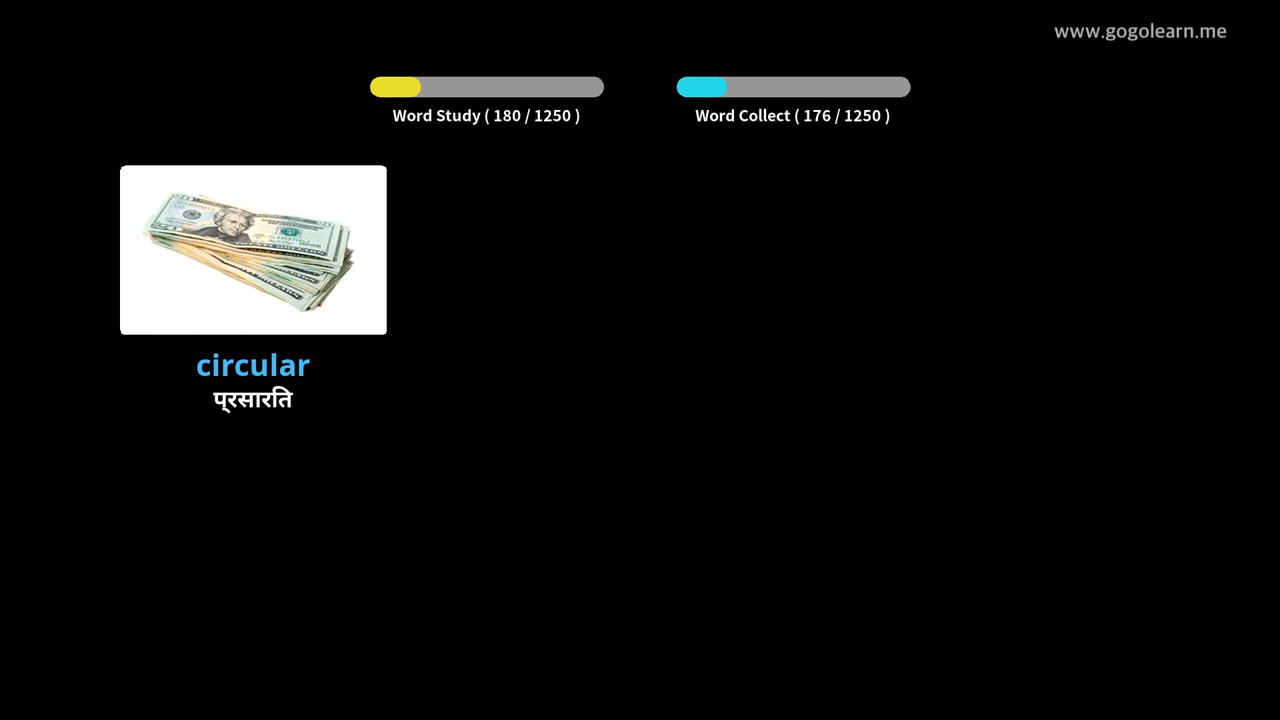 www.gogolearn.me
Word Study ( 180 / 1250 )
Word Collect ( 176 / 1250 )
circular
प्रसारति